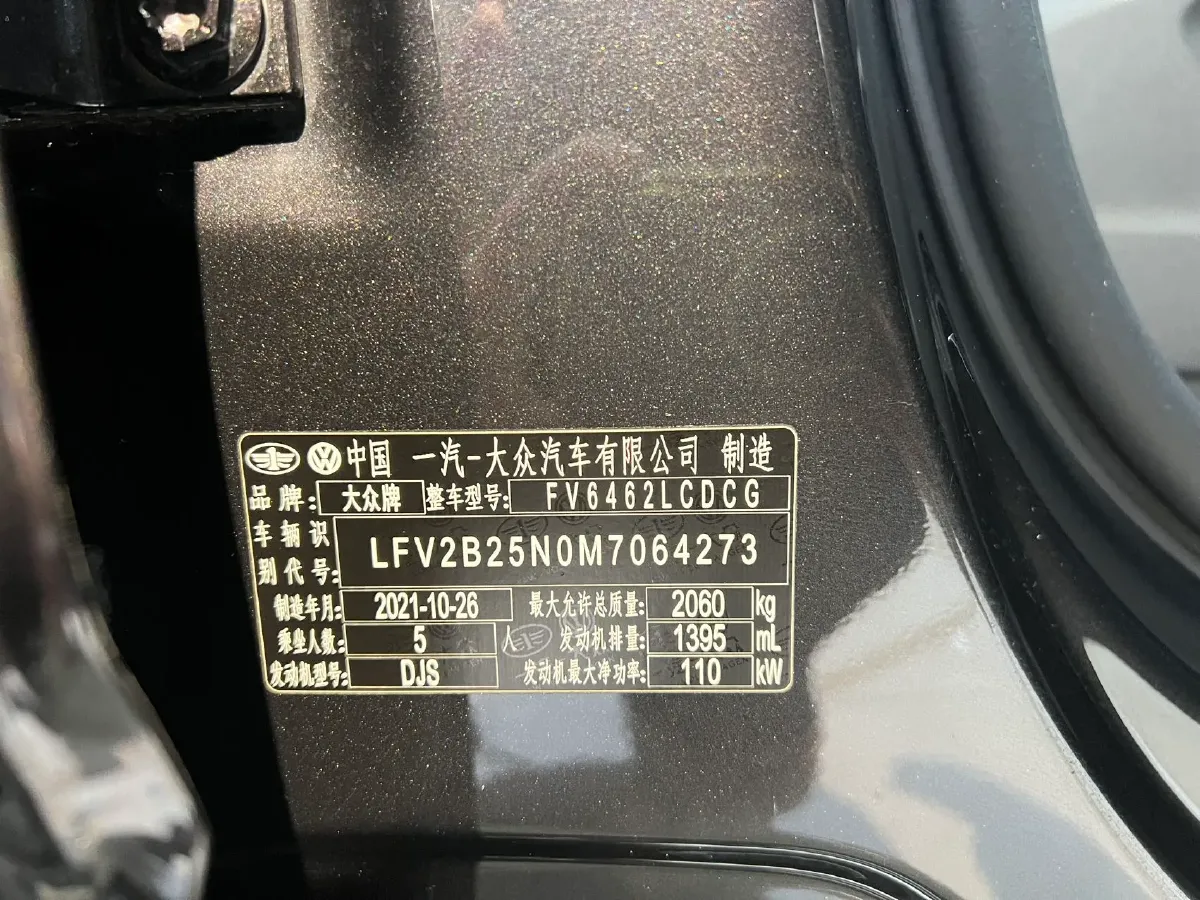 中国 一汽-大众汽车有限公司 制造
品牌: 大众牌 整车型号: FV6462LCDCG
车辆识别代号: LFV2B25N0M7064273
制造年月: 2021-10-26 最大允许总质量: 2060 kg
乘坐人数: 5 人 发动机排量: 1395 mL
发动机型号: DJS 发动机最大净功率: 110 kW